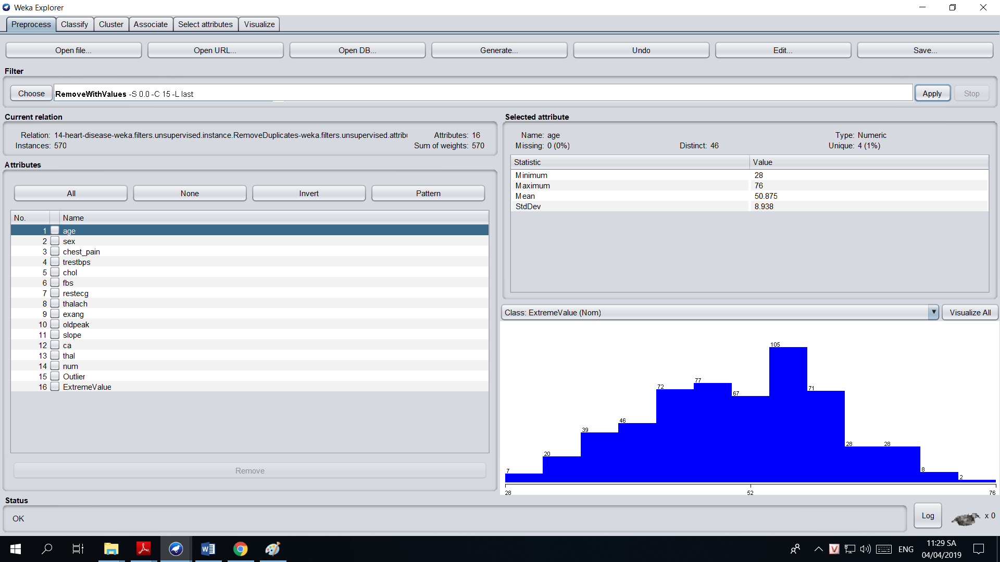 Weka Explorer
Preprocess Classify Cluster Associate Select attributes Visualize
Open file... Open URL... Open DB... Generate... Undo Edit... Save...
Filter
Choose RemoveWithValues -S 0.0 -C 15 -L last Apply Stop
Current relation
Relation: 14-heart-disease-weka.filters.unsupervised.instance.RemoveDuplicates-weka.filters.unsupervised.attribu Attributes: 16
Instances: 570 Sum of weights: 570
Attributes
All None Invert Pattern
No. Name
1 age
2 sex
3 chest_pain
4 trestbps
5 chol
6 fbs
7 restecg
8 thalach
9 exang
10 oldpeak
11 slope
12 ca
13 thal
14 num
15 Outlier
16 ExtremeValue
Remove
Selected attribute
Name: age Type: Numeric
Missing: 0 (0%) Distinct: 46 Unique: 4 (1%)
Statistic Value
Minimum 28
Maximum 76
Mean 50.875
StdDev 8.938
Class: ExtremeValue (Nom) Visualize All
7 20 39 46 72 77 67 105 71 28 28 8 2
28 52 76
Status
OK Log x 0
ENG
11:29 SA
04/04/2019